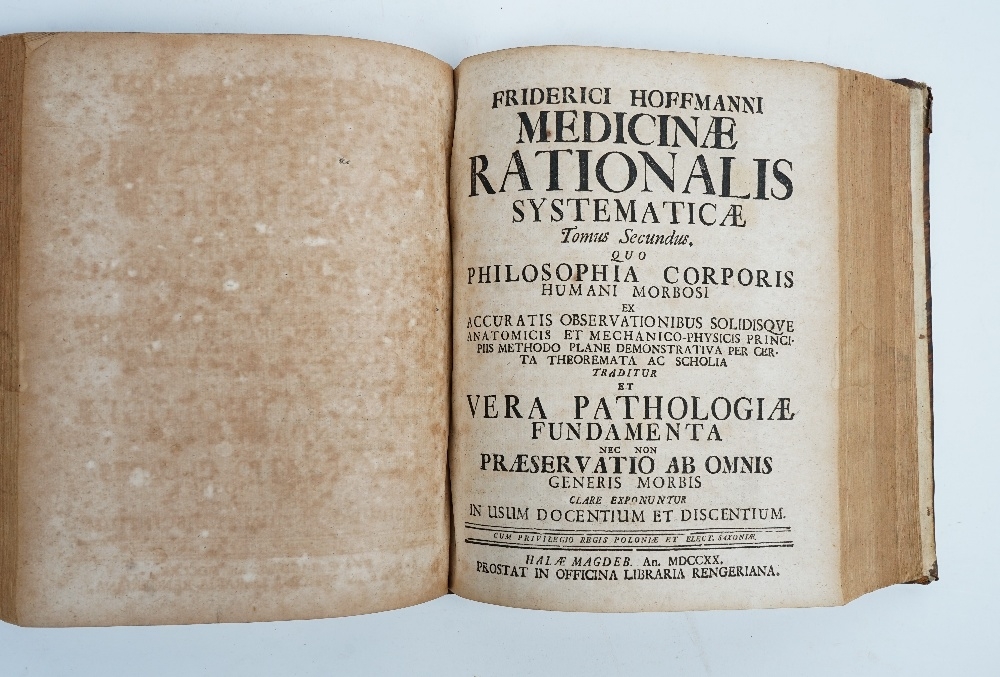 FRIDERICI HOFFMANNI
MEDICINÆ
RATIONALIS
SYSTEMATICÆ
Tomus Secundus.
QUO
PHILOSOPHIA CORPORIS
HUMANI MORBOSI
EX
ACCURATIS OBSERVATIONIBUS SOLIDISQVE
ANATOMICIS ET MECHANICO-PHYSICIS PRINCI-
PIIS METHODO PLANE DEMONSTRATIVA PER CER-
TA THEOREMATA AC SCHOLIA
TRADITUR
ET
VERA PATHOLOGIÆ
FUNDAMENTA
NEC NON
PRÆSERVATIO AB OMNIS
GENERIS MORBIS
CLARE EXPONUNTUR
IN USUM DOCENTIUM ET DISCENTIUM.
CUM PRIVILEGIO REGIS POLONIÆ ET ELECT. SAXONIÆ.
HALÆ MAGDEB. An. MDCCXX.
PROSTAT IN OFFICINA LIBRARIA RENGERIANA.